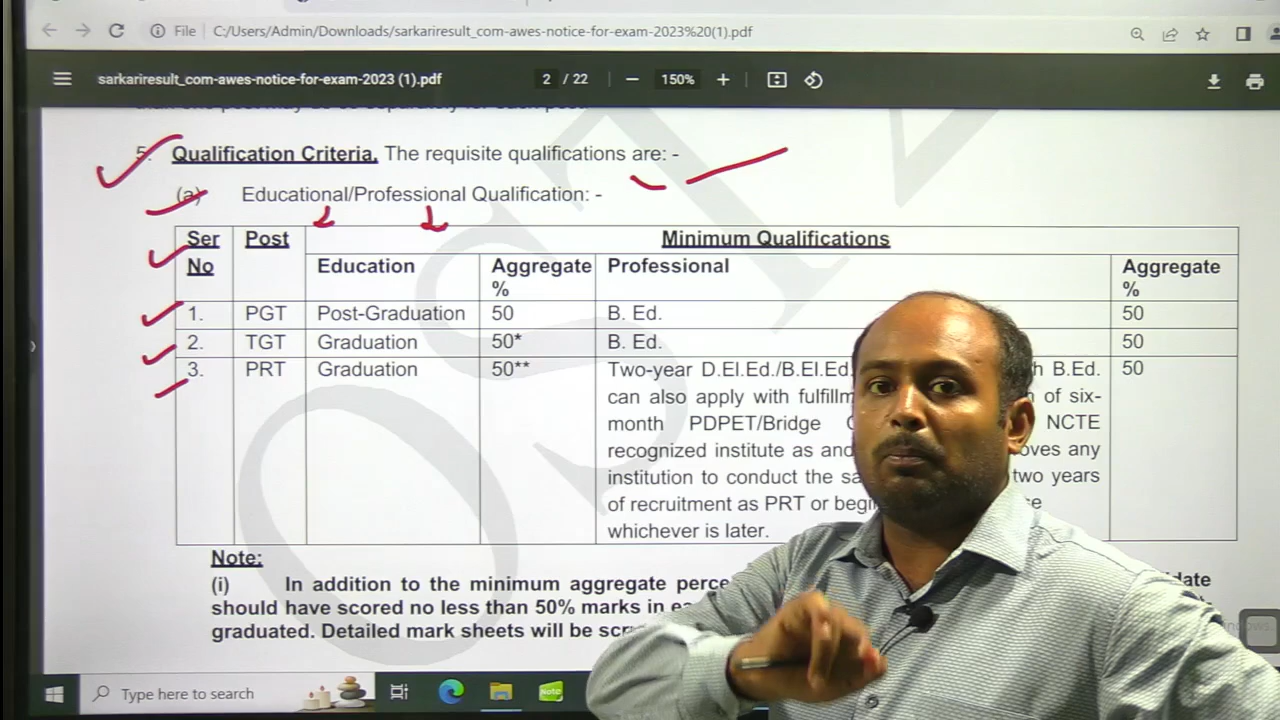 File C:/Users/Admin/Downloads/sarkariresult_com-awes-notice-for-exam-2023%20(1).pdf
sarkariresult_com-awes-notice-for-exam-2023 (1).pdf 2 / 22 150%
5. Qualification Criteria. The requisite qualifications are: -
(a) Educational/Professional Qualification: -
Ser No Post Minimum Qualifications
Education Aggregate % Professional Aggregate %
1. PGT Post-Graduation 50 B. Ed. 50
2. TGT Graduation 50* B. Ed. 50
3. PRT Graduation 50** Two-year D.El.Ed./B.El.Ed. B.Ed. 50
can also apply with of six-
month PDPET/Bridge NCTE
recognized institute as and any
institution to conduct the two years
of recruitment as PRT or
whichever is later.
Note:
(i) In addition to the minimum aggregate
should have scored no less than 50% marks in
graduated. Detailed mark sheets will be
Type here to search
Note